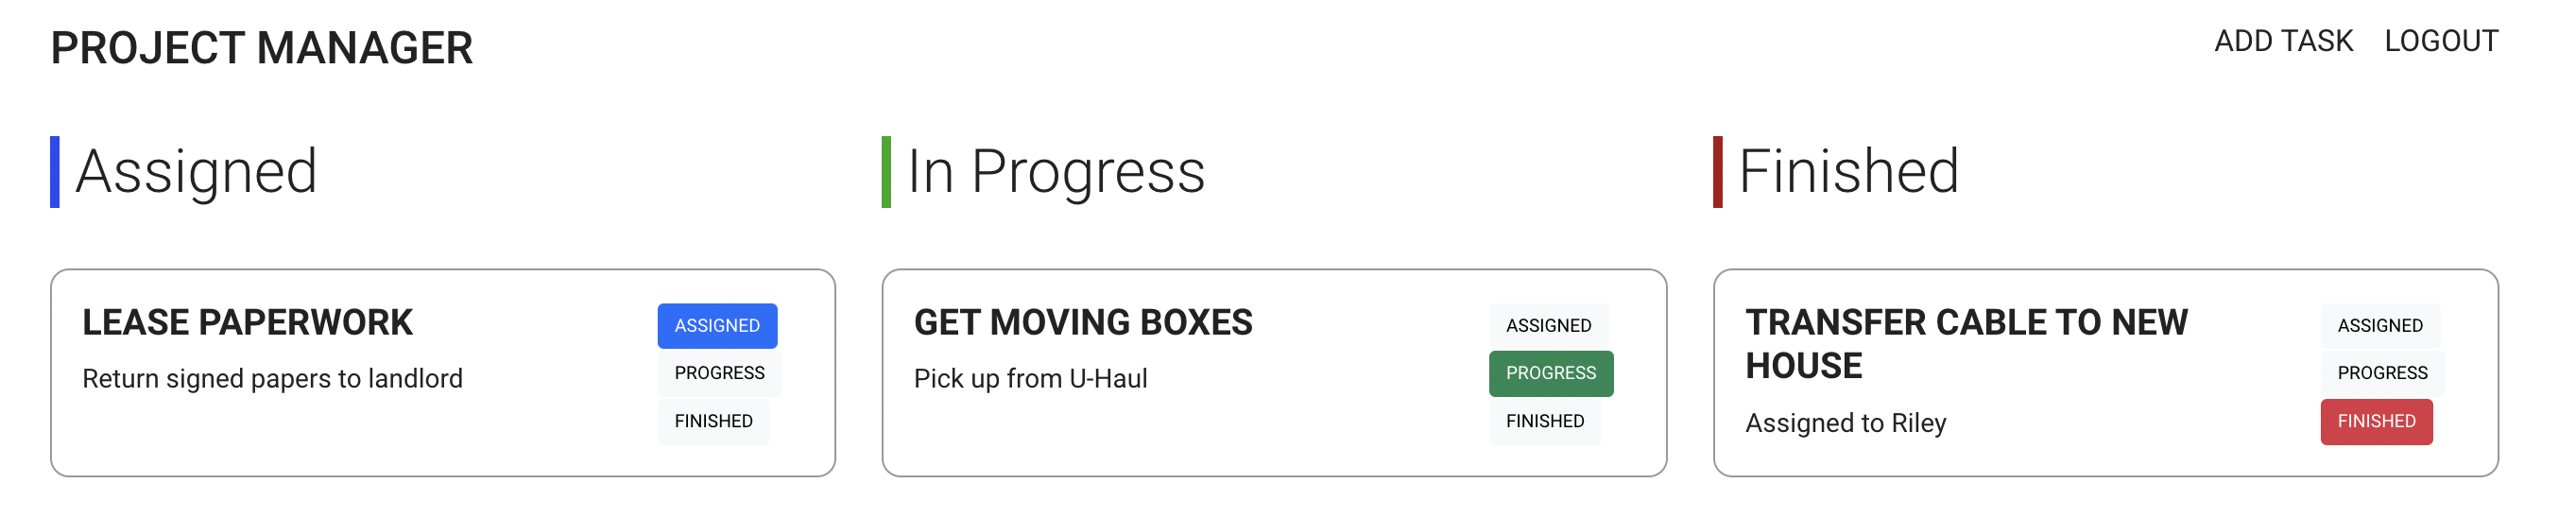 PROJECT MANAGER
ADD TASK
LOGOUT
Assigned
In Progress
Finished
LEASE PAPERWORK
Return signed papers to landlord
ASSIGNED
PROGRESS
FINISHED
GET MOVING BOXES
Pick up from U-Haul
ASSIGNED
PROGRESS
FINISHED
TRANSFER CABLE TO NEW
HOUSE
Assigned to Riley
ASSIGNED
PROGRESS
FINISHED